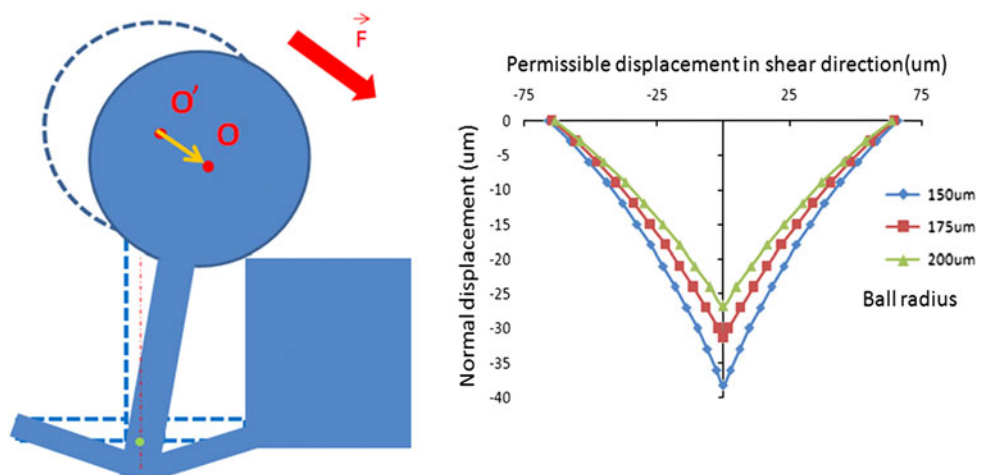 F
O'
O
Permissible displacement in shear direction(um)
-75
-25
25
75
Normal displacement (um)
0
-5
-10
-15
-20
-25
-30
-35
-40
150um
175um
200um
Ball radius